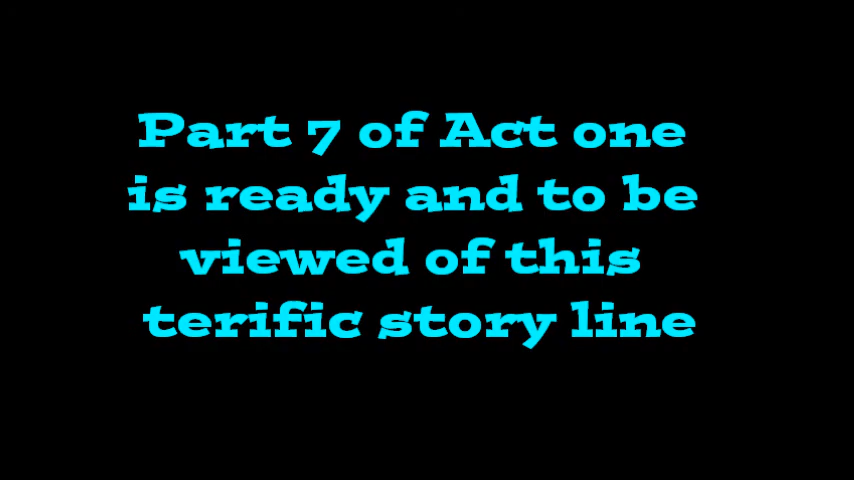 Part 7 of Act one
is ready and to be
viewed of this
terific story line